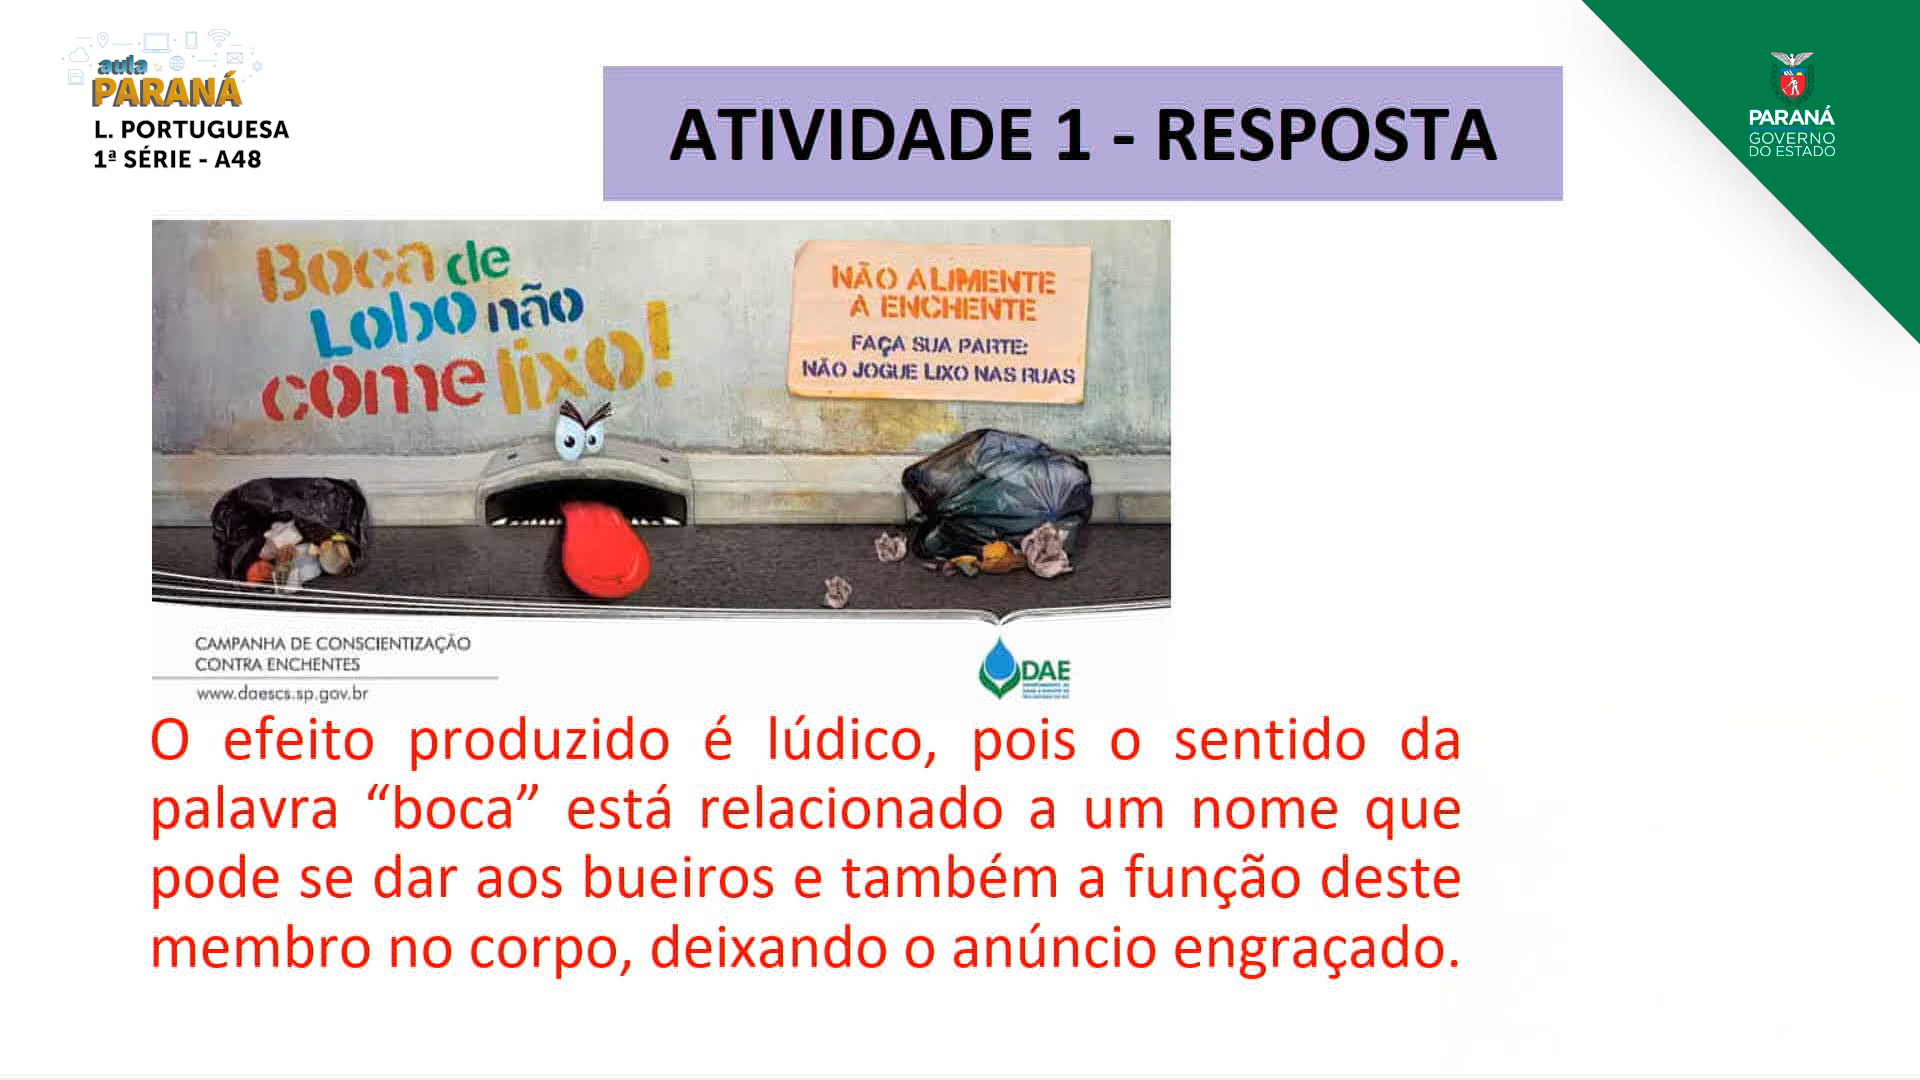 aula
PARANÁ
L. PORTUGUESA
1ª SÉRIE - A48
ATIVIDADE 1 - RESPOSTA
PARANÁ
GOVERNO
DO ESTADO
Boca de
Lobo não
come lixo!
NÃO ALIMENTE
A ENCHENTE
FAÇA SUA PARTE:
NÃO JOGUE LIXO NAS RUAS
CAMPANHA DE CONSCIENTIZAÇÃO
CONTRA ENCHENTES
www.daescs.sp.gov.br
DAE
O efeito produzido é lúdico, pois o sentido da
palavra “boca” está relacionado a um nome que
pode se dar aos bueiros e também a função deste
membro no corpo, deixando o anúncio engraçado.